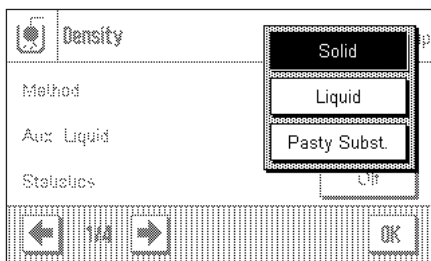 Density
Solid
Method
Liquid
Aux. Liquid
Pasty Subst.
Statistics
Off
1/4
OK